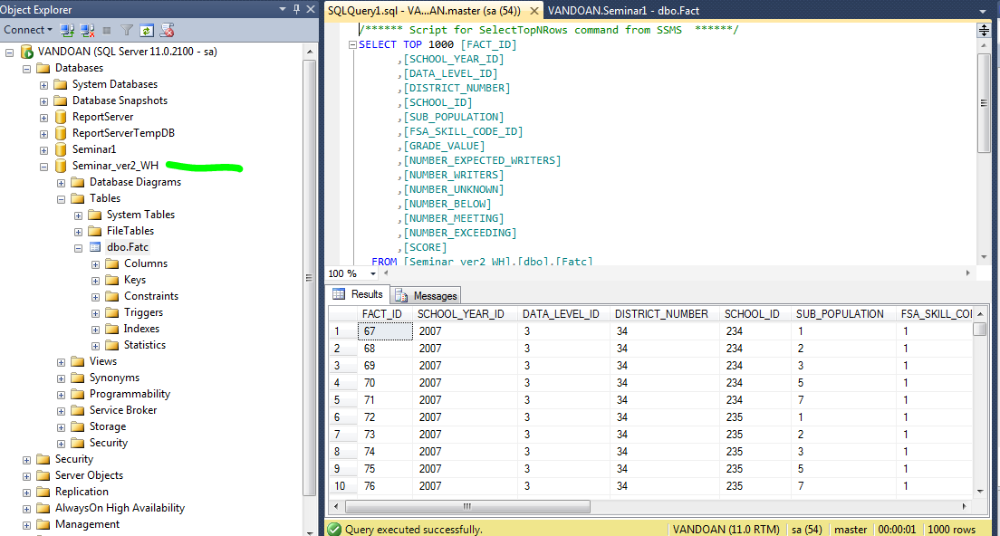 Object Explorer
Connect
VANDOAN (SQL Server 11.0.2100 - sa)
Databases
System Databases
Database Snapshots
ReportServer
ReportServerTempDB
Seminar1
Seminar_ver2_WH
Database Diagrams
Tables
System Tables
FileTables
dbo.Fatc
Columns
Keys
Constraints
Triggers
Indexes
Statistics
Views
Synonyms
Programmability
Service Broker
Storage
Security
Security
Server Objects
Replication
AlwaysOn High Availability
Management
SQLQuery1.sql - VA...AN.master (sa (54)) VANDOAN.Seminar1 - dbo.Fact
/****** Script for SelectTopNRows command from SSMS ******/
SELECT TOP 1000 [FACT_ID]
,[SCHOOL_YEAR_ID]
,[DATA_LEVEL_ID]
,[DISTRICT_NUMBER]
,[SCHOOL_ID]
,[SUB_POPULATION]
,[FSA_SKILL_CODE_ID]
,[GRADE_VALUE]
,[NUMBER_EXPECTED_WRITERS]
,[NUMBER_WRITERS]
,[NUMBER_UNKNOWN]
,[NUMBER_BELOW]
,[NUMBER_MEETING]
,[NUMBER_EXCEEDING]
,[SCORE]
FROM [Seminar_ver2_WH].[dbo].[Fatc]
100 %
Results Messages
FACT_ID SCHOOL_YEAR_ID DATA_LEVEL_ID DISTRICT_NUMBER SCHOOL_ID SUB_POPULATION FSA_SKILL_COI
1 67 2007 3 34 234 1 1
2 68 2007 3 34 234 2 1
3 69 2007 3 34 234 3 1
4 70 2007 3 34 234 5 1
5 71 2007 3 34 234 7 1
6 72 2007 3 34 235 1 1
7 73 2007 3 34 235 2 1
8 74 2007 3 34 235 3 1
9 75 2007 3 34 235 5 1
10 76 2007 3 34 235 7 1
Query executed successfully. VANDOAN (11.0 RTM) sa (54) master 00:00:01 1000 rows